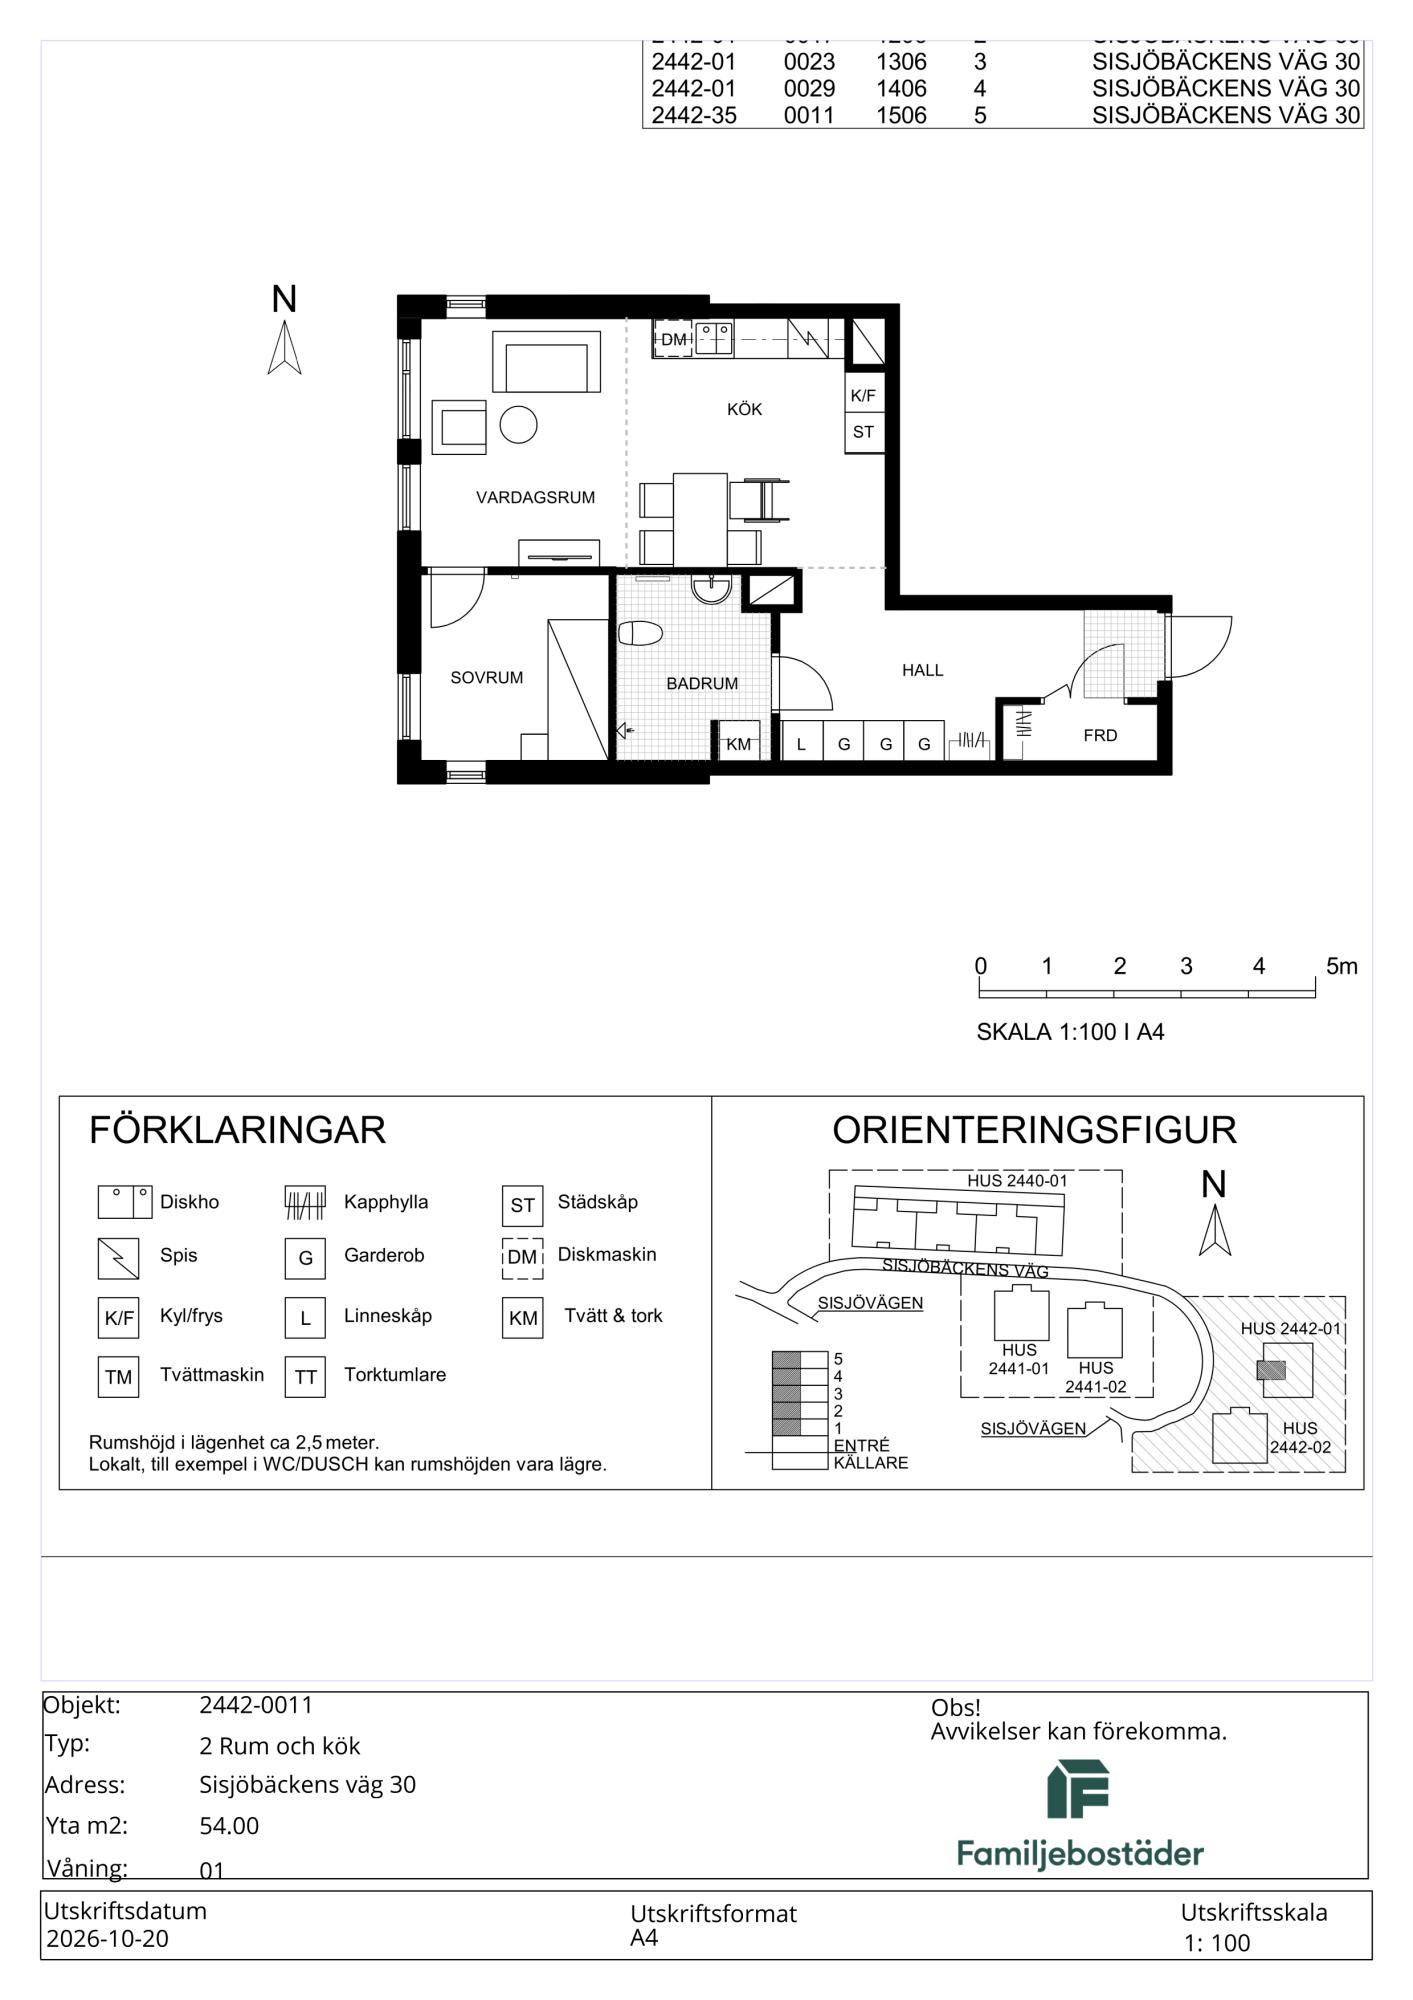 2442-01 0023 1306 3 SISJÖBÄCKENS VÄG 30
2442-01 0029 1406 4 SISJÖBÄCKENS VÄG 30
2442-35 0011 1506 5 SISJÖBÄCKENS VÄG 30
N
DM
KÖK
K/F
ST
VARDAGSRUM
SOVRUM
BADRUM
HALL
KM
L G G G
FRD
0 1 2 3 4 5m
SKALA 1:100 I A4
FÖRKLARINGAR
Diskho
Kapphylla
ST Städskåp
Spis
G Garderob
DM Diskmaskin
K/F Kyl/frys
L Linneskåp
KM Tvätt & tork
TM Tvättmaskin
TT Torktumlare
Rumshöjd i lägenhet ca 2,5 meter.
Lokalt, till exempel i WC/DUSCH kan rumshöjden vara lägre.
ORIENTERINGSFIGUR
HUS 2440-01
N
SISJÖBÄCKENS VÄG
SISJÖVÄGEN
HUS
2441-01
HUS
2441-02
HUS 2442-01
HUS
2442-02
SISJÖVÄGEN
5
4
3
2
1
ENTRÉ
KÄLLARE
Objekt: 2442-0011
Typ: 2 Rum och kök
Adress: Sisjöbäckens väg 30
Yta m2: 54.00
Våning: 01
Obs!
Avvikelser kan förekomma.
Familjebostäder
Utskriftsdatum
2026-10-20
Utskriftsformat
A4
Utskriftsskala
1: 100